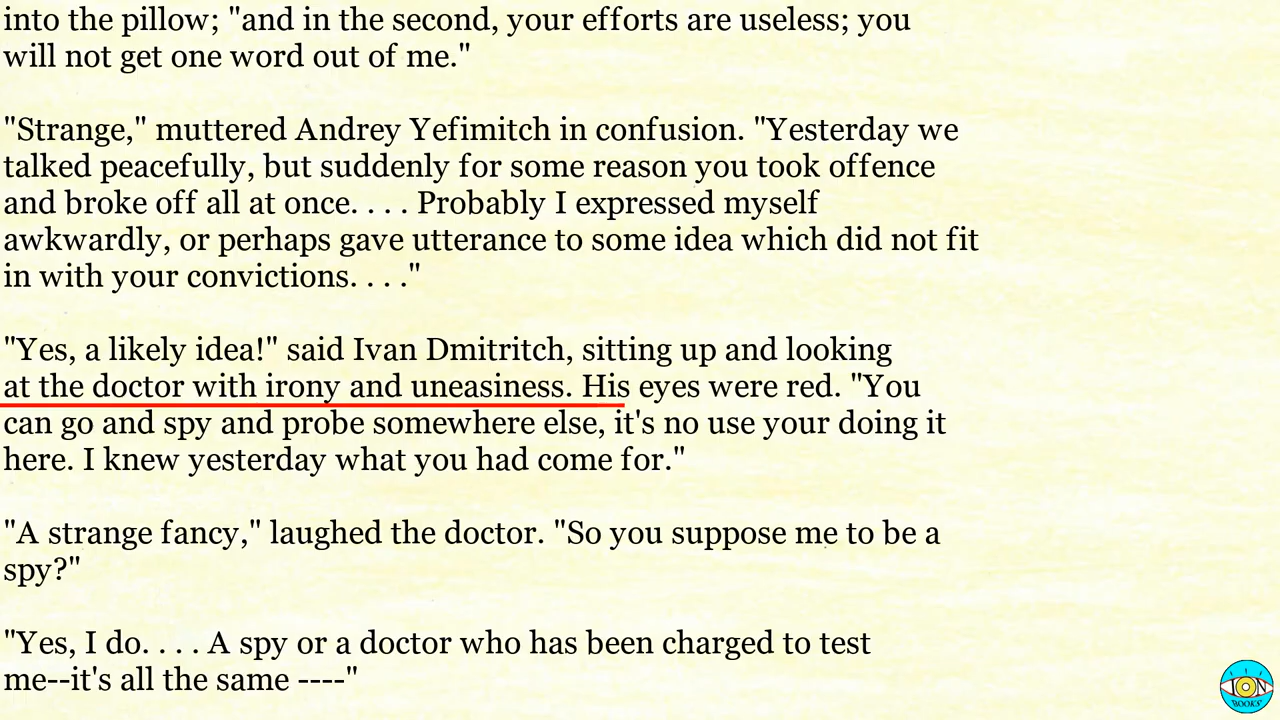 into the pillow; "and in the second, your efforts are useless; you
will not get one word out of me."
"Strange," muttered Andrey Yefimitch in confusion. "Yesterday we
talked peacefully, but suddenly for some reason you took offence
and broke off all at once. . . . Probably I expressed myself
awkwardly, or perhaps gave utterance to some idea which did not fit
in with your convictions. . . ."
"Yes, a likely idea!" said Ivan Dmitritch, sitting up and looking
at the doctor with irony and uneasiness. His eyes were red. "You
can go and spy and probe somewhere else, it's no use your doing it
here. I knew yesterday what you had come for."
"A strange fancy," laughed the doctor. "So you suppose me to be a
spy?"
"Yes, I do. . . . A spy or a doctor who has been charged to test
me--it's all the same ----"
ION
BOOKS